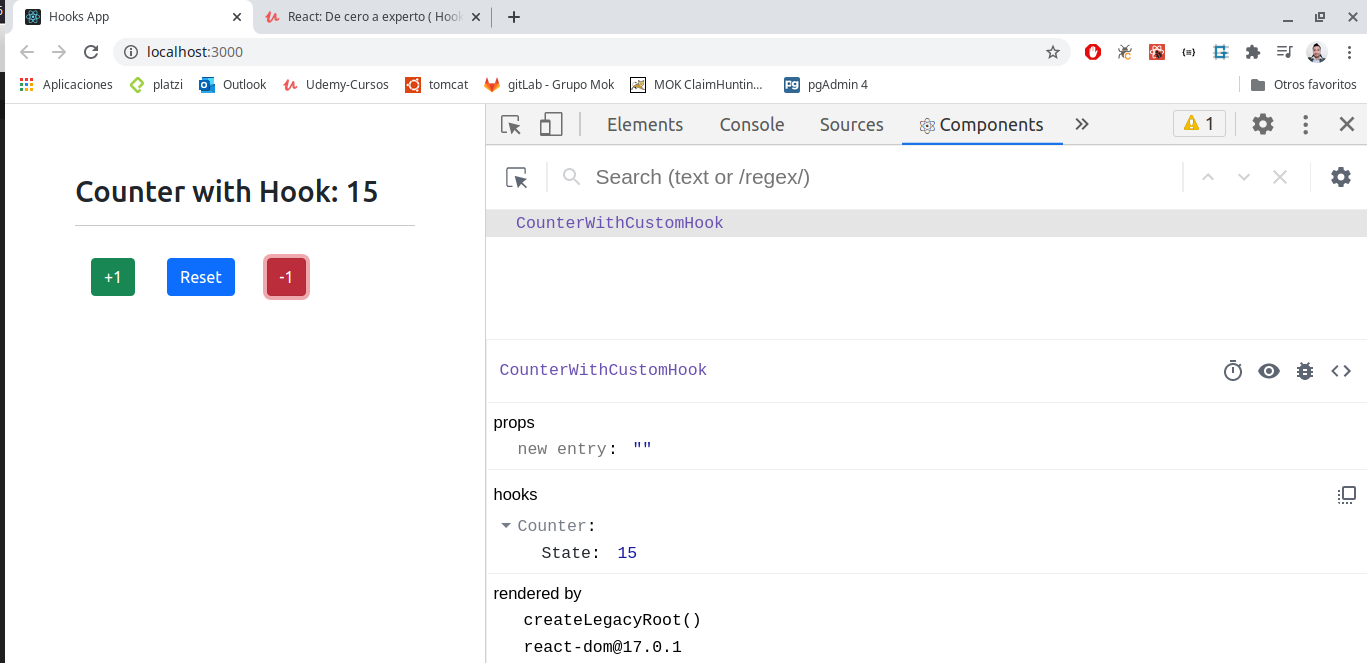 Hooks App
React: De cero a experto ( Hook
localhost:3000
Aplicaciones platzi Outlook Udemy-Cursos tomcat gitLab - Grupo Mok MOK ClaimHuntin... pgAdmin 4 Otros favoritos
Elements Console Sources Components 1
Search (text or /regex/)
CounterWithCustomHook
Counter with Hook: 15
+1 Reset -1
CounterWithCustomHook
props
new entry: ""
hooks
Counter:
State: 15
rendered by
createLegacyRoot()
react-dom@17.0.1